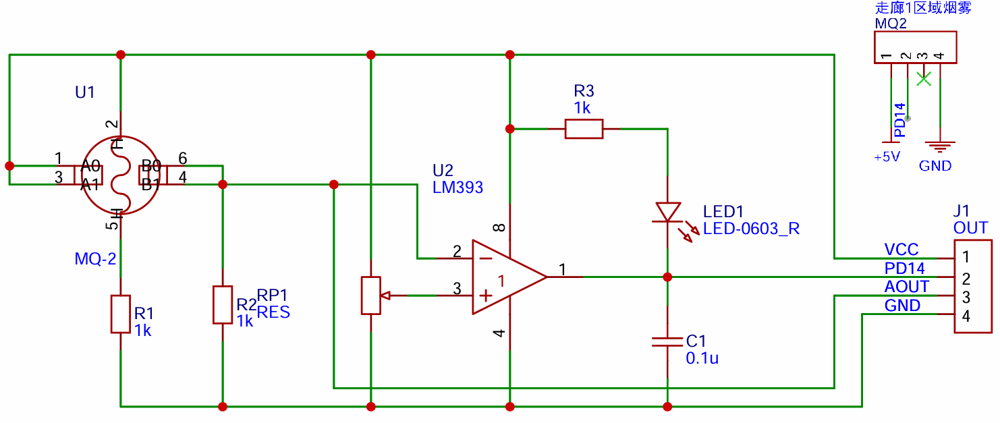 走廊1区域烟雾
MQ2
1 2 3 4
PD14
+5V
GND
U1
2
H
1
A0
B0
6
3
A1
B1
4
H
5
MQ-2
R1
1k
R2
1k
RP1
RES
U2
LM393
8
2
3
1
1
4
R3
1k
LED1
LED-0603_R
C1
0.1u
J1
OUT
VCC
1
PD14
2
AOUT
3
GND
4